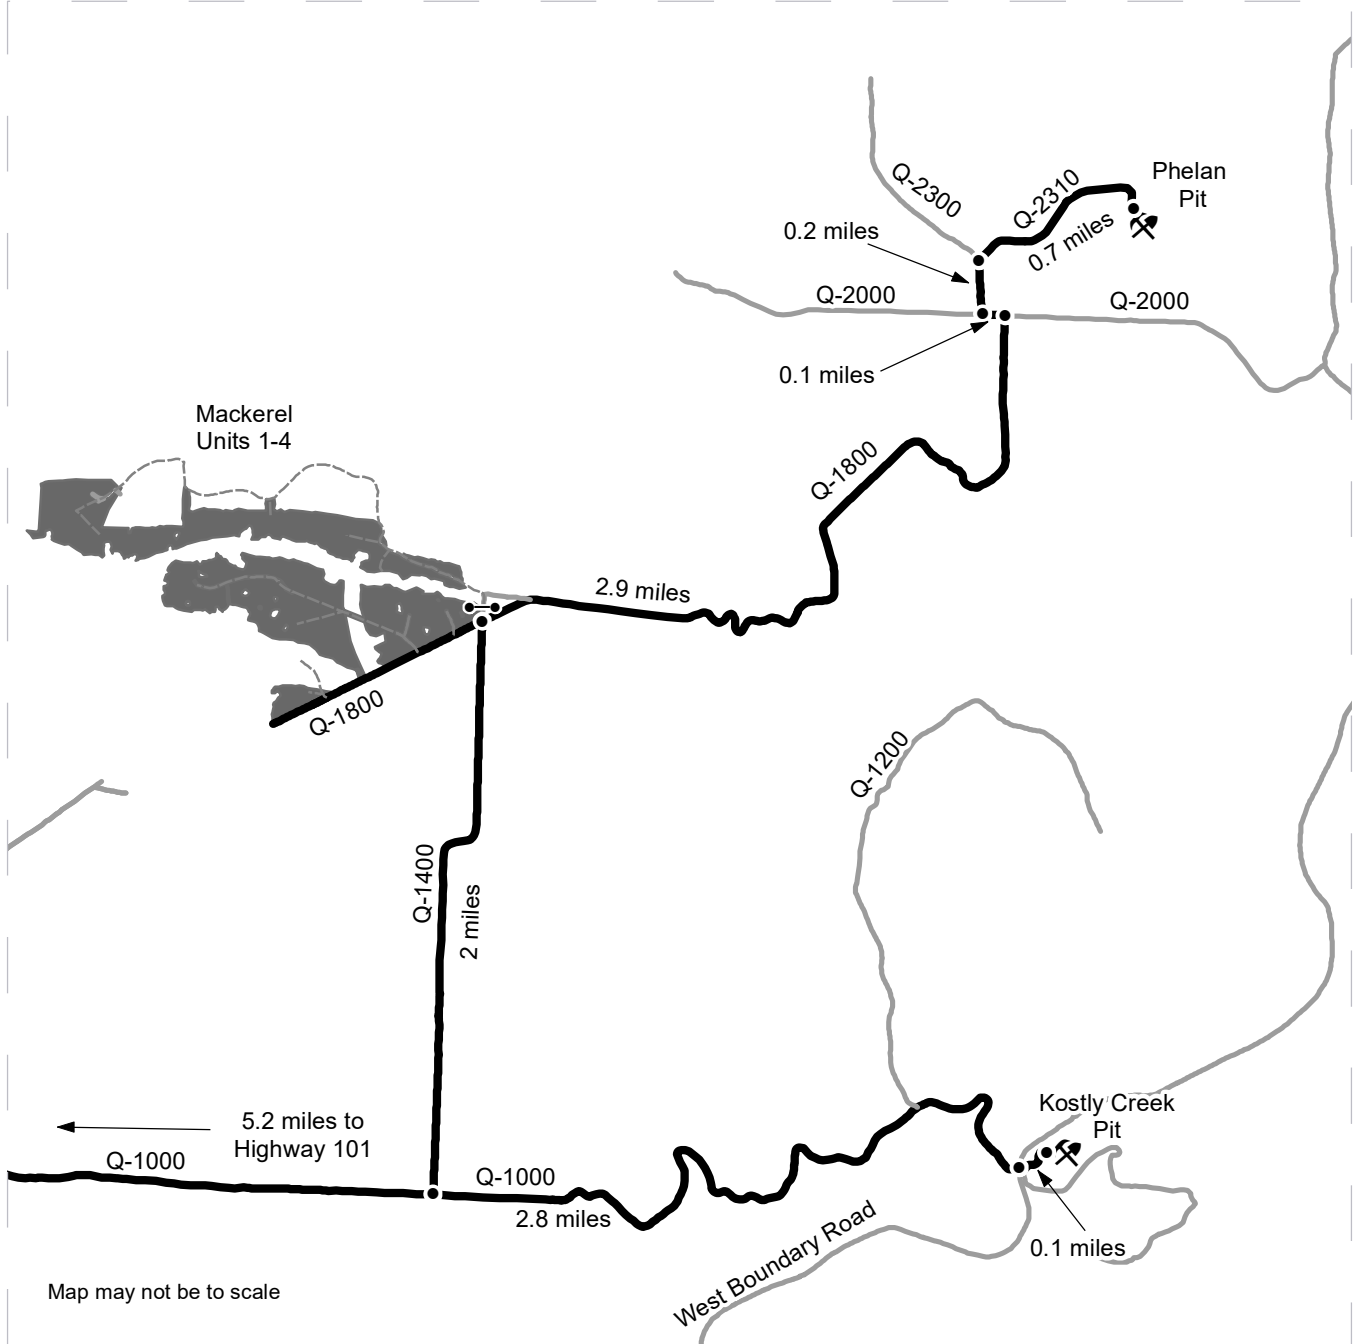 Phelan
Pit
Q-2300
Q-2310
0.2 miles
0.7 miles
Q-2000
Q-2000
0.1 miles
Mackerel
Units 1-4
Q-1800
2.9 miles
Q-1800
Q-1200
Q-1400
2 miles
Kostly Creek
Pit
5.2 miles to
Highway 101
Q-1000
Q-1000
2.8 miles
West Boundary Road
0.1 miles
Map may not be to scale